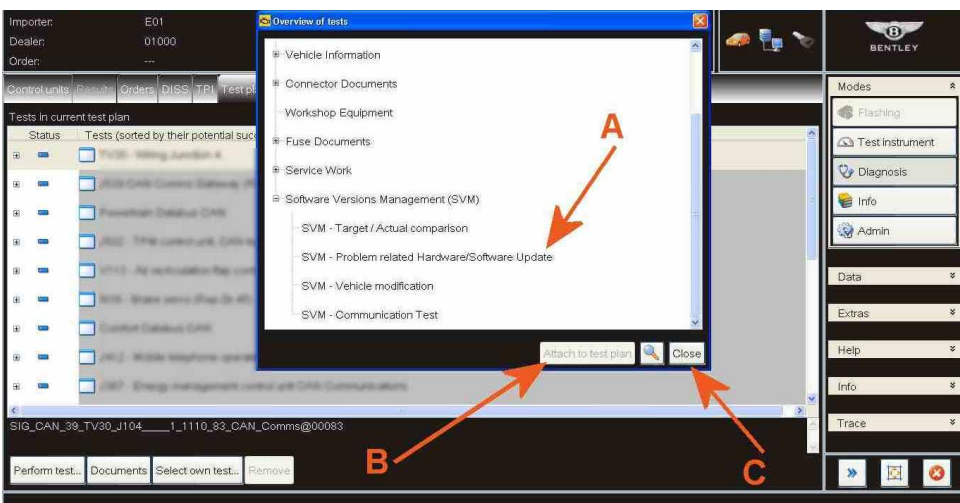 Importer: E01
Dealer: 01000
Order: ---
Control units Results Orders DISS TPI Test pl
Tests in current test plan
Status Tests (sorted by their potential suc
Overview of tests
Vehicle Information
Connector Documents
Workshop Equipment
Fuse Documents
Service Work
Software Versions Management (SVM)
SVM - Target / Actual comparison
SVM - Problem related Hardware/Software Update
SVM - Vehicle modification
SVM - Communication Test
Attach to test plan
Close
A
B
C
SIG_CAN_39_TV30_J104____1_1110_83_CAN_Comms@00083
Perform test... Documents Select own test... Remove
B
BENTLEY
Modes
Flashing
Test instrument
Diagnosis
Info
Admin
Data
Extras
Help
Info
Trace